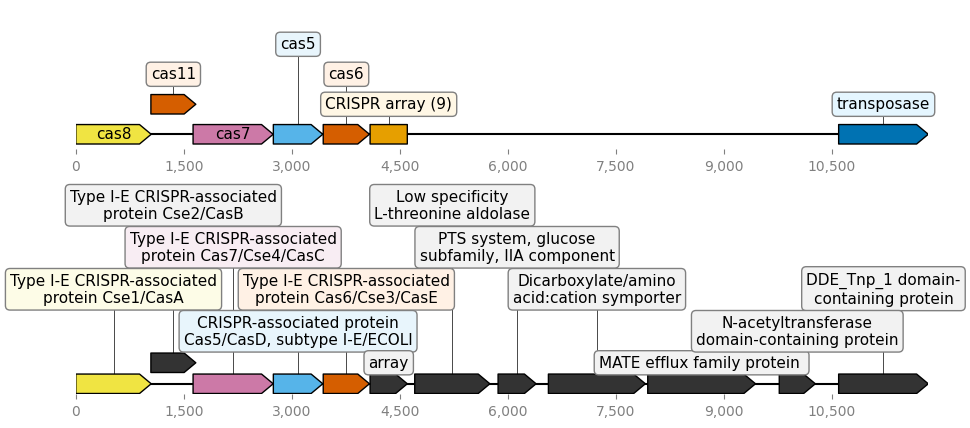 cas5
cas11
cas6
CRISPR array (9)
transposase
cas8
cas7
0
1,500
3,000
4,500
6,000
7,500
9,000
10,500
Type I-E CRISPR-associated
protein Cse2/CasB
Low specificity
L-threonine aldolase
Type I-E CRISPR-associated
protein Cas7/Cse4/CasC
PTS system, glucose
subfamily, IIA component
Type I-E CRISPR-associated
protein Cse1/CasA
Type I-E CRISPR-associated
protein Cas6/Cse3/CasE
Dicarboxylate/amino
acid:cation symporter
DDE_Tnp_1 domain-
containing protein
CRISPR-associated protein
Cas5/CasD, subtype I-E/ECOLI
N-acetyltransferase
domain-containing protein
array
MATE efflux family protein
0
1,500
3,000
4,500
6,000
7,500
9,000
10,500